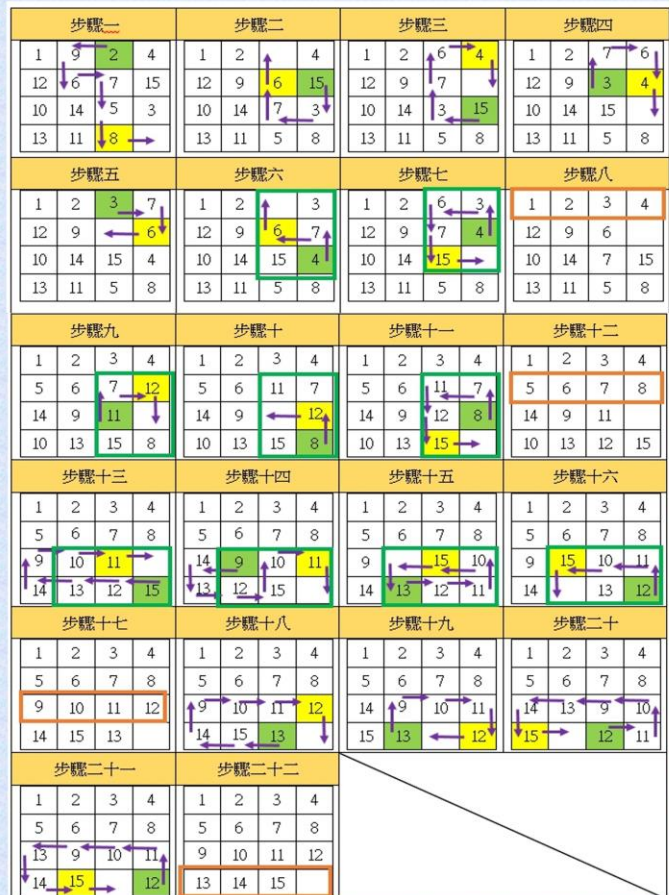 步驟一 步驟二 步驟三 步驟四
1 9 2 4 1 2 4 1 2 6 4 1 2 7 6
12 6 7 15 12 9 6 15 12 9 7 12 9 3 4
10 14 5 3 10 14 7 3 10 14 3 15 10 14 15
13 11 8 13 11 5 8 13 11 5 8 13 11 5 8
步驟五 步驟六 步驟七 步驟八
1 2 3 7 1 2 3 1 2 6 3 1 2 3 4
12 9 6 12 9 6 7 12 9 7 4 12 9 6
10 14 15 4 10 14 15 4 10 14 15 10 14 7 15
13 11 5 8 13 11 5 8 13 11 5 8 13 11 5 8
步驟九 步驟十 步驟十一 步驟十二
1 2 3 4 1 2 3 4 1 2 3 4 1 2 3 4
5 6 7 12 5 6 11 7 5 6 11 7 5 6 7 8
14 9 11 14 9 12 14 9 12 8 14 9 11
10 13 15 8 10 13 15 8 10 13 15 10 13 12 15
步驟十三 步驟十四 步驟十五 步驟十六
1 2 3 4 1 2 3 4 1 2 3 4 1 2 3 4
5 6 7 8 5 6 7 8 5 6 7 8 5 6 7 8
9 10 11 14 9 10 11 9 15 10 9 15 10 11
14 13 12 15 13 12 15 14 13 12 11 14 13 12
步驟十七 步驟十八 步驟十九 步驟二十
1 2 3 4 1 2 3 4 1 2 3 4 1 2 3 4
5 6 7 8 5 6 7 8 5 6 7 8 5 6 7 8
9 10 11 12 9 10 11 12 14 9 10 11 14 13 9 10
14 15 13 14 15 13 15 13 12 15 12 11
步驟二十一 步驟二十二
1 2 3 4 1 2 3 4
5 6 7 8 5 6 7 8
13 9 10 11 9 10 11 12
14 15 12 13 14 15